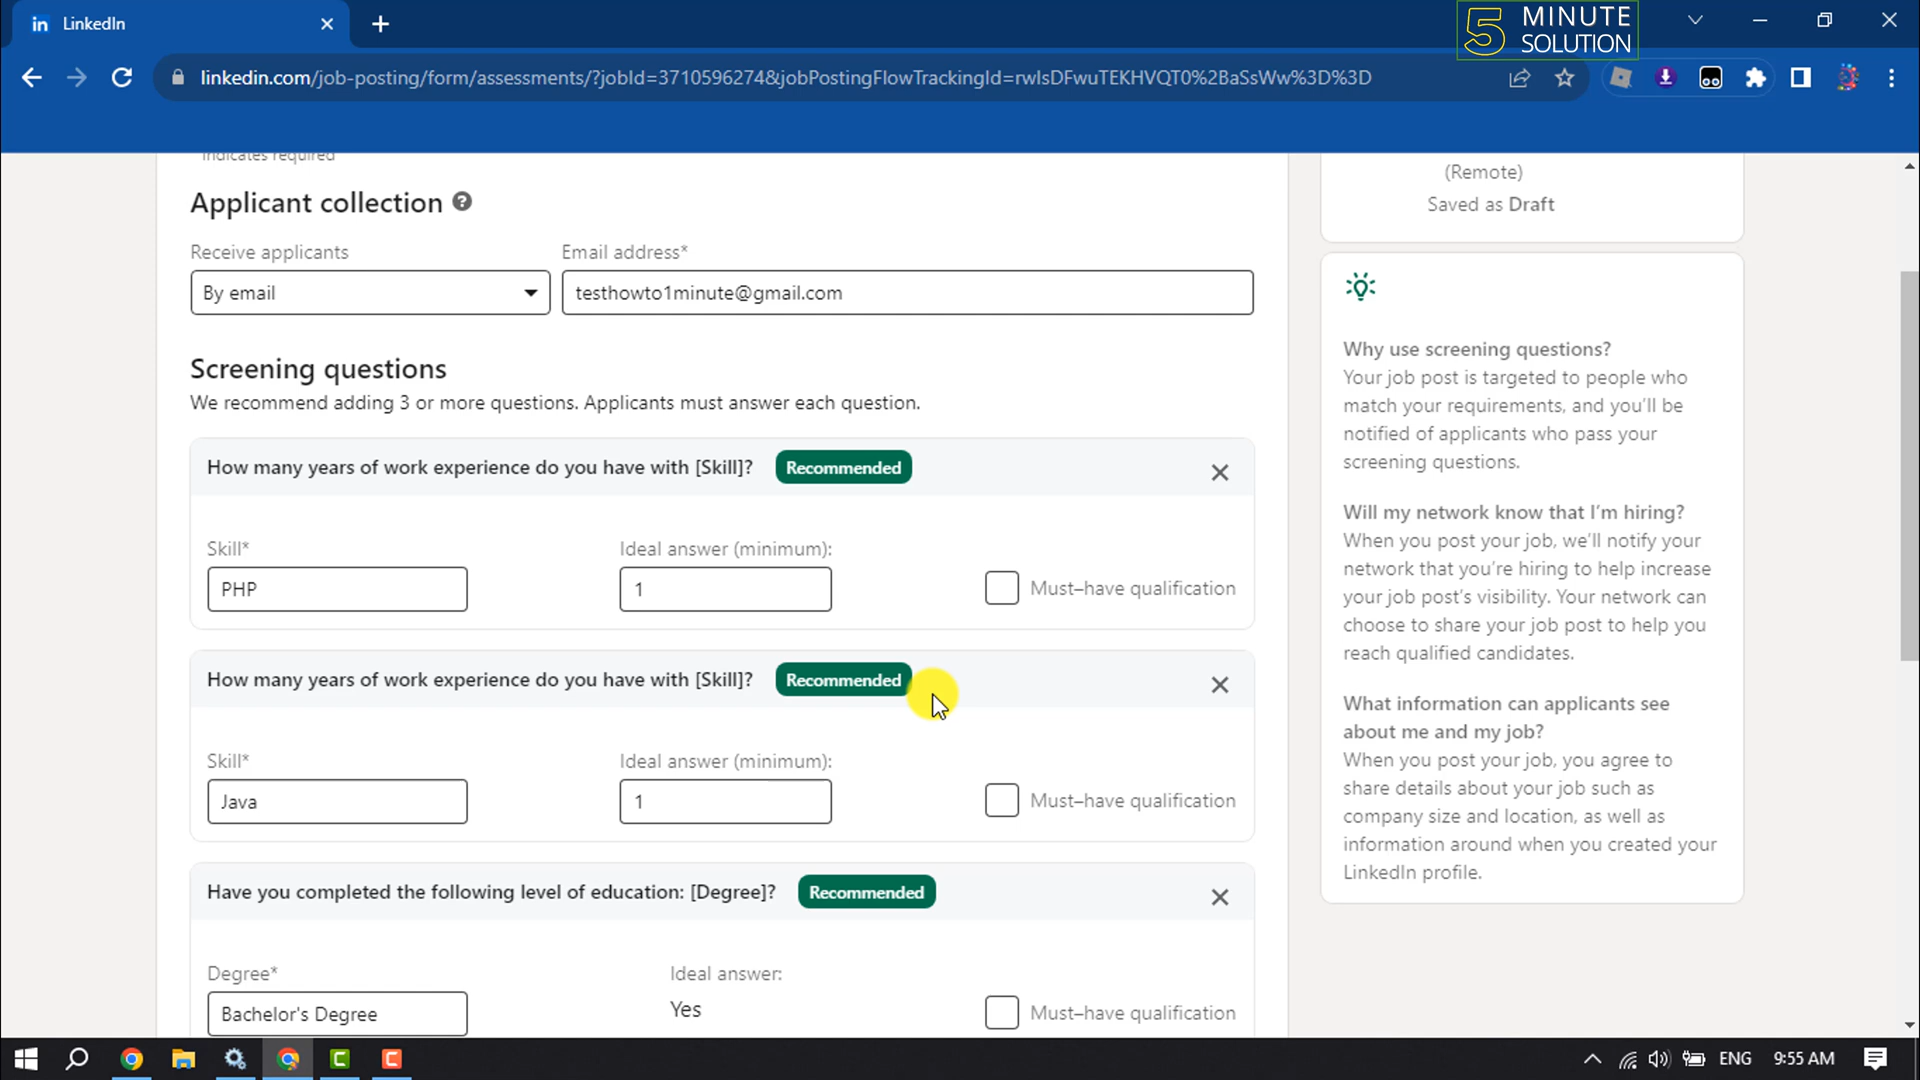 LinkedIn
5 MINUTE
SOLUTION
linkedin.com/job-posting/form/assessments/?jobId=3710596274&jobPostingFlowTrackingId=rwIsDFwuTEKHVQT0%2BaSsWw%3D%3D
Indicates required
Applicant collection ?
Receive applicants
Email address*
By email
testhowto1minute@gmail.com
Screening questions
We recommend adding 3 or more questions. Applicants must answer each question.
How many years of work experience do you have with [Skill]? Recommended
Skill*
Ideal answer (minimum):
PHP
1
Must-have qualification
How many years of work experience do you have with [Skill]? Recommended
Skill*
Ideal answer (minimum):
Java
1
Must-have qualification
Have you completed the following level of education: [Degree]? Recommended
Degree*
Ideal answer:
Bachelor's Degree
Yes
Must-have qualification
(Remote)
Saved as Draft
Why use screening questions?
Your job post is targeted to people who
match your requirements, and you'll be
notified of applicants who pass your
screening questions.
Will my network know that I'm hiring?
When you post your job, we'll notify your
network that you're hiring to help increase
your job post's visibility. Your network can
choose to share your job post to help you
reach qualified candidates.
What information can applicants see
about me and my job?
When you post your job, you agree to
share details about your job such as
company size and location, as well as
information around when you created your
LinkedIn profile.
ENG
9:55 AM